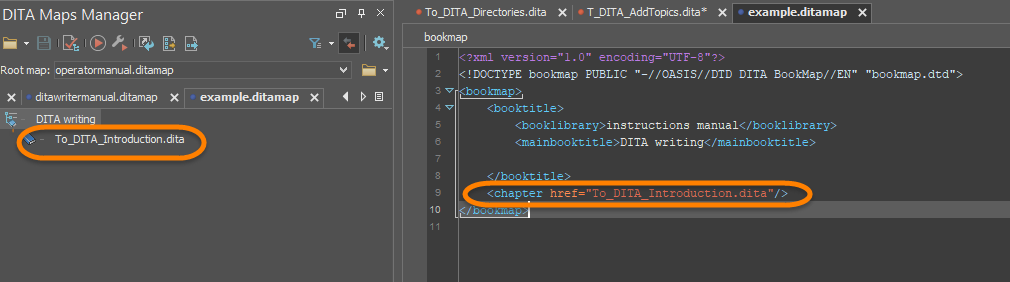 DITA Maps Manager
Root map: operatormanual.ditamap
ditawritermanual.ditamap
example.ditamap
DITA writing
To_DITA_Introduction.dita
To_DITA_Directories.dita
T_DITA_AddTopics.dita*
example.ditamap
bookmap
1 <?xml version="1.0" encoding="UTF-8"?>
2 <!DOCTYPE bookmap PUBLIC "-//OASIS//DTD DITA BookMap//EN" "bookmap.dtd">
3 <bookmap>
4 <booktitle>
5 <booklibrary>instructions manual</booklibrary>
6 <mainbooktitle>DITA writing</mainbooktitle>
7
8 </booktitle>
9 <chapter href="To_DITA_Introduction.dita"/>
10 </bookmap>
11